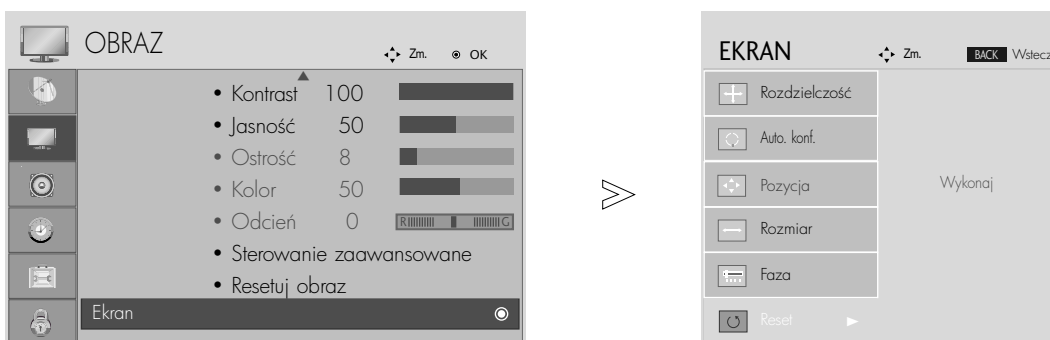 OBRAZ
Zm. OK
• Kontrast 100
• Jasność 50
• Ostrość 8
• Kolor 50
• Odcień 0 R G
• Sterowanie zaawansowane
• Resetuj obraz
Ekran
EKRAN
Zm. BACK Wstecz
Rozdzielczość
Auto. konf.
Pozycja
Rozmiar
Faza
Reset
Wykonaj